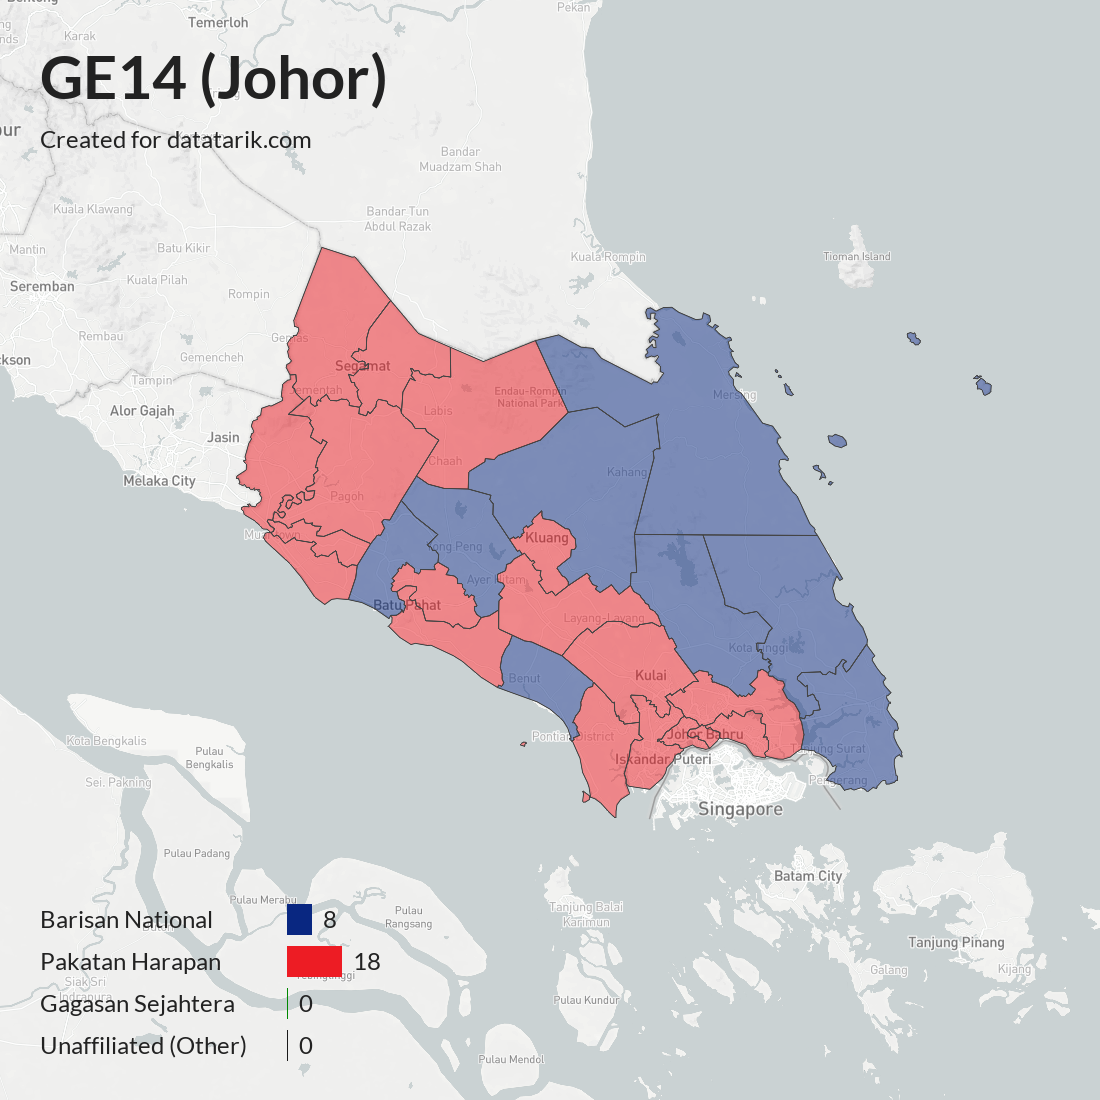 Pekan
Temerloh
Karak
GE14 (Johor)
Created for datatarik.com
Bandar
Muadzam Shah
Kuala Klawang
Bandar Tun
Abdul Razak
Mantin
Batu Kikir
Kuala Rompin
Tioman Island
Seremban
Kuala Pilah
Rompin
Rembau
Gemas
Gemencheh
Segamat
Tampin
Jementah
Endau-Rompin
National Park
Mersing
Alor Gajah
Labis
Jasin
Chaah
Kahang
Melaka City
Pagoh
Kluang
Yong Peng
Ayer Hitam
Batu Pahat
Layang-Layang
Kota Tinggi
Kulai
Benut
Kota Bengkalis
Pulau
Bengkalis
Pontian District
Johor Bahru
Tanjung Surat
Iskandar Puteri
Sei. Pakning
Pengerang
Singapore
Pulau Padang
Batam City
Pulau Merabu
Pulau
Rangsang
Tanjung Balai
Karimun
Barisan National 8
Tanjung Pinang
Pakatan Harapan 18
Galang
Kijang
Siak Sri
Indrapura
Pulau Kundur
Gagasan Sejahtera 0
Unaffiliated (Other) 0
Pulau Mendol